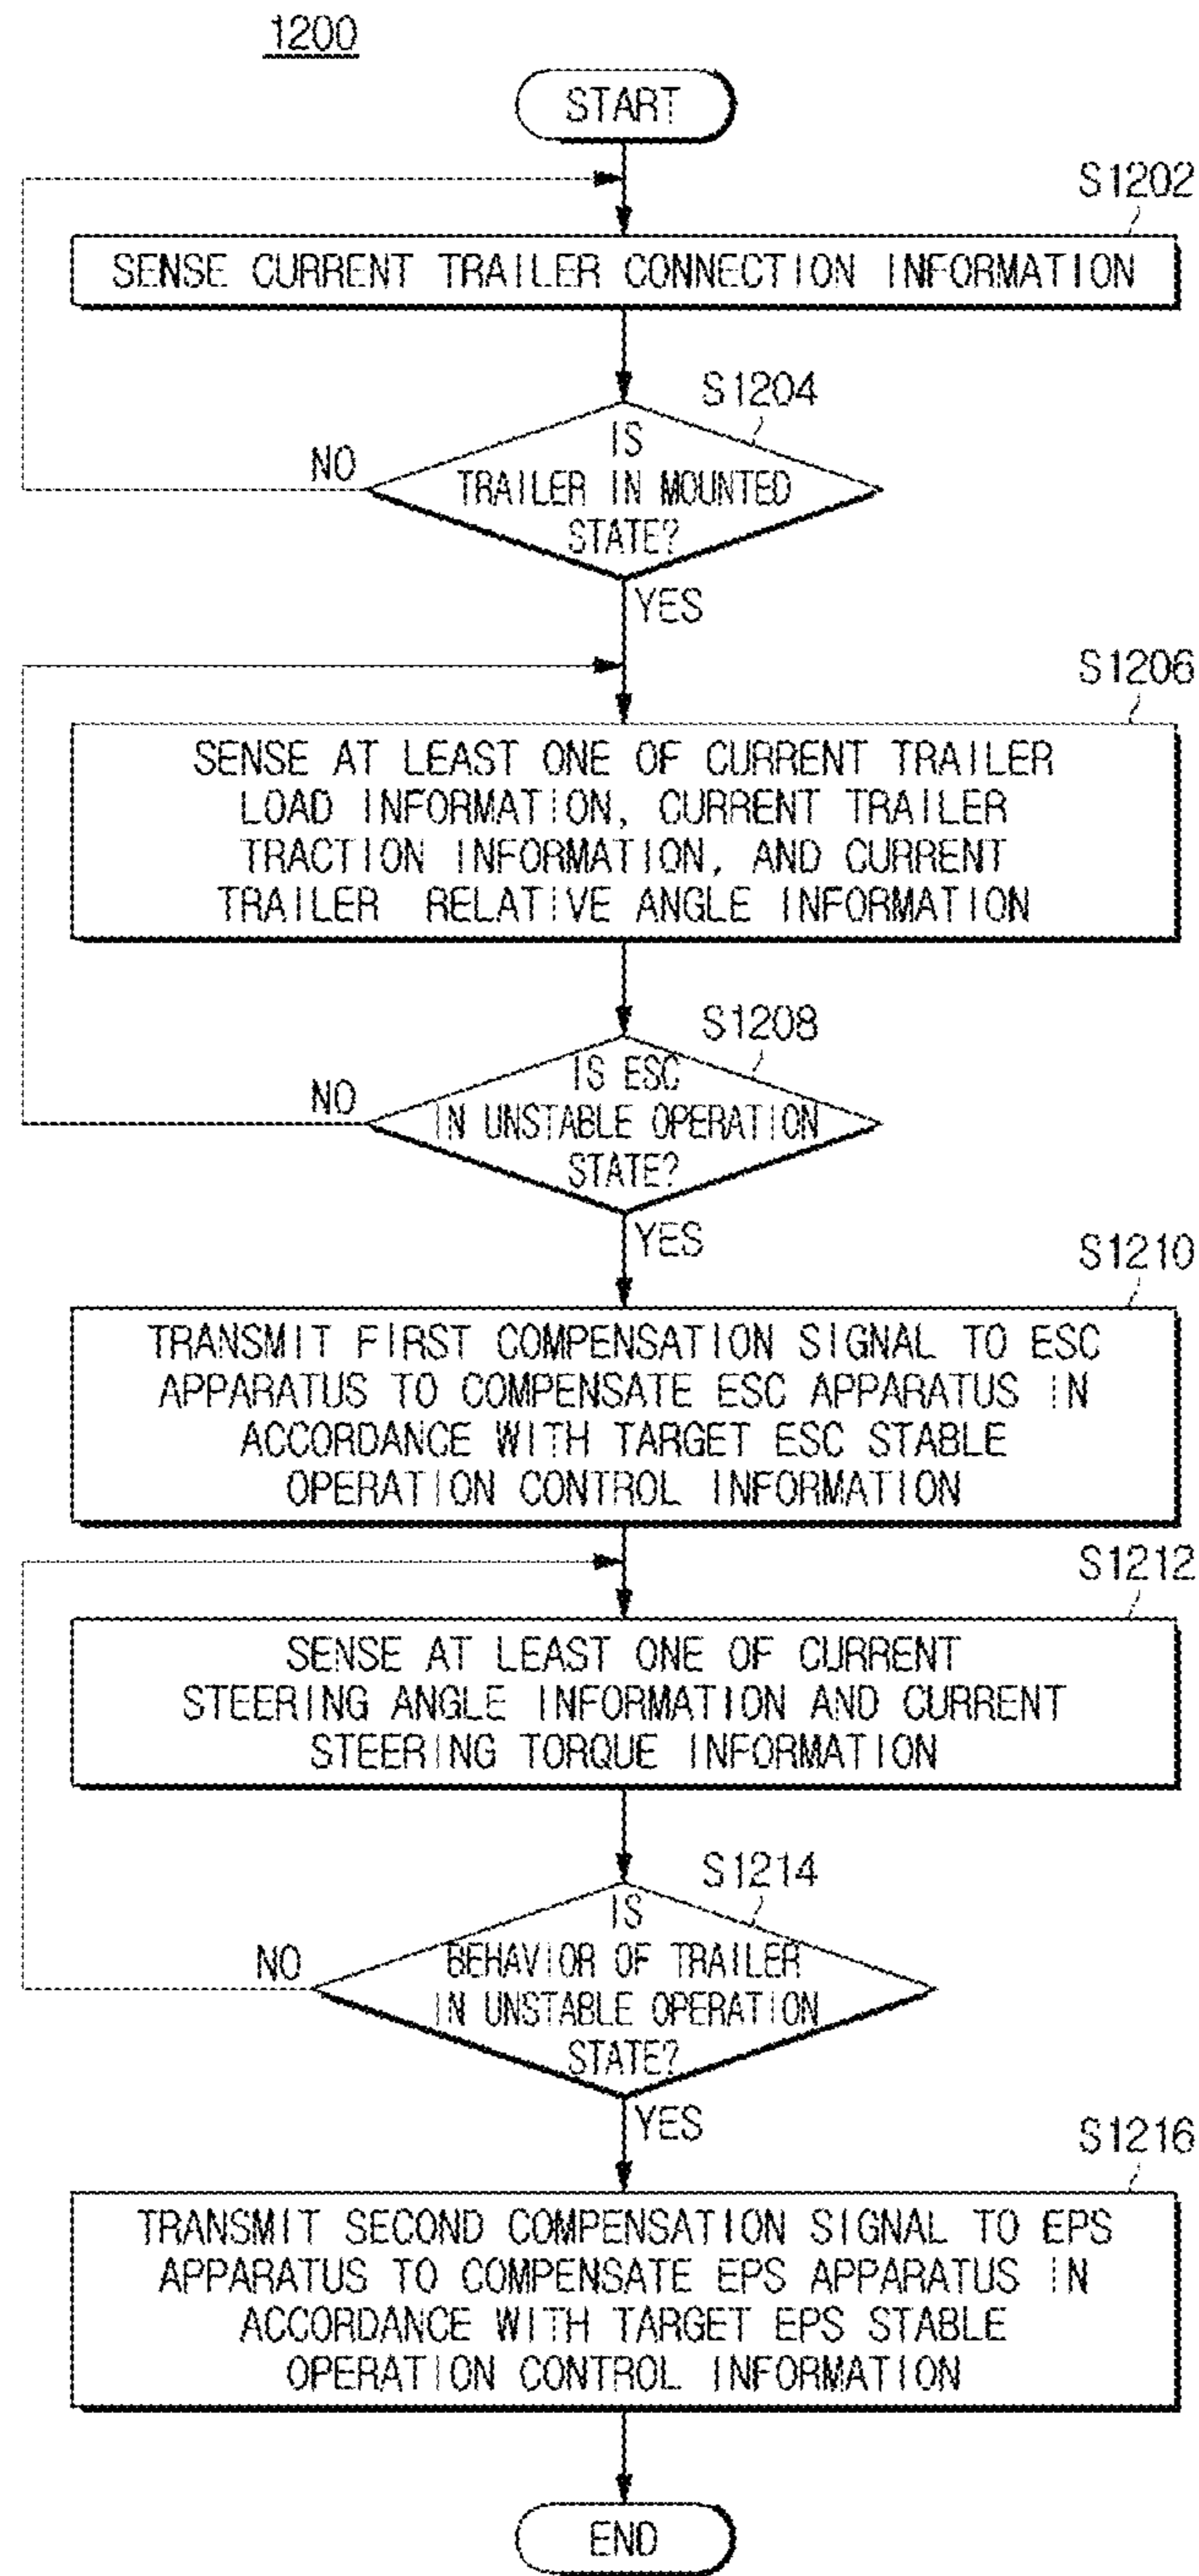 1200
START
S1202
SENSE CURRENT TRAILER CONNECTION INFORMATION
S1204
IS
TRAILER IN MOUNTED
STATE?
NO
YES
S1206
SENSE AT LEAST ONE OF CURRENT TRAILER
LOAD INFORMATION, CURRENT TRAILER
TRACTION INFORMATION, AND CURRENT
TRAILER RELATIVE ANGLE INFORMATION
S1208
IS ESC
IN UNSTABLE OPERATION
STATE?
NO
YES
S1210
TRANSMIT FIRST COMPENSATION SIGNAL TO ESC
APPARATUS TO COMPENSATE ESC APPARATUS IN
ACCORDANCE WITH TARGET ESC STABLE
OPERATION CONTROL INFORMATION
S1212
SENSE AT LEAST ONE OF CURRENT
STEERING ANGLE INFORMATION AND CURRENT
STEERING TORQUE INFORMATION
S1214
IS
BEHAVIOR OF TRAILER
IN UNSTABLE OPERATION
STATE?
NO
YES
S1216
TRANSMIT SECOND COMPENSATION SIGNAL TO EPS
APPARATUS TO COMPENSATE EPS APPARATUS IN
ACCORDANCE WITH TARGET EPS STABLE
OPERATION CONTROL INFORMATION
END